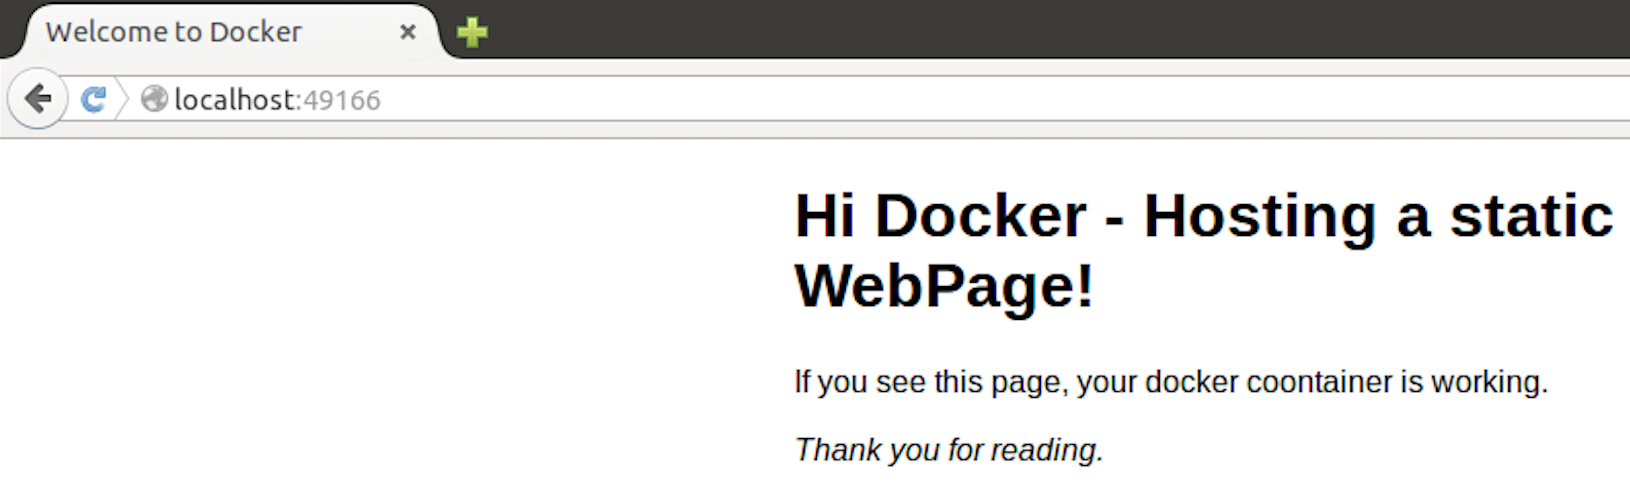 Welcome to Docker
localhost:49166
Hi Docker - Hosting a static
WebPage!
If you see this page, your docker coontainer is working.
Thank you for reading.